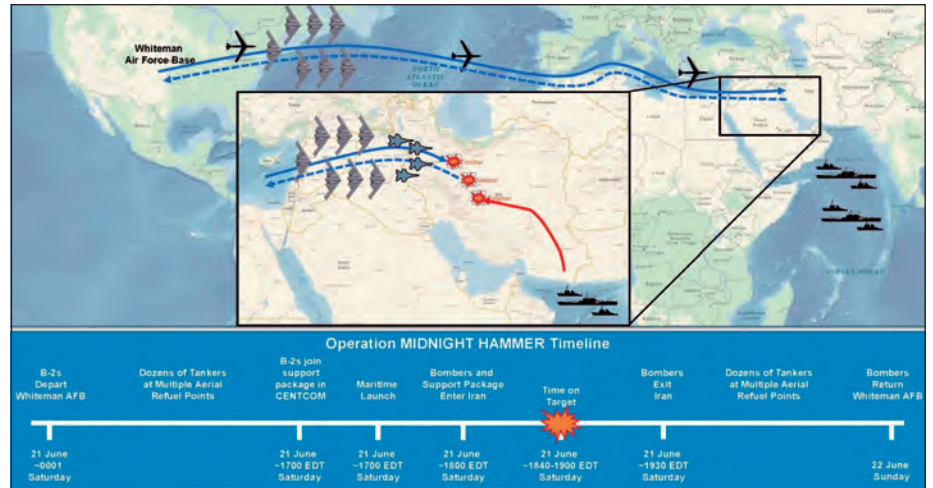 Whiteman
Air Force Base
NORTH
ATLANTIC
OCEAN
Operation MIDNIGHT HAMMER Timeline
B-2s
Depart
Whiteman AFB
Dozens of Tankers
at Multiple Aerial
Refuel Points
B-2s join
support
package in
CENTCOM
Maritime
Launch
Bombers and
Support Package
Enter Iran
Time on
Target
Bombers
Exit
Iran
Dozens of Tankers
at Multiple Aerial
Refuel Points
Bombers
Return
Whiteman AFB
21 June
~0001
Saturday
21 June
~1700 EDT
Saturday
21 June
~1700 EDT
Saturday
21 June
~1800 EDT
Saturday
21 June
~1840-1900 EDT
Saturday
21 June
~1930 EDT
Saturday
22 June
Sunday